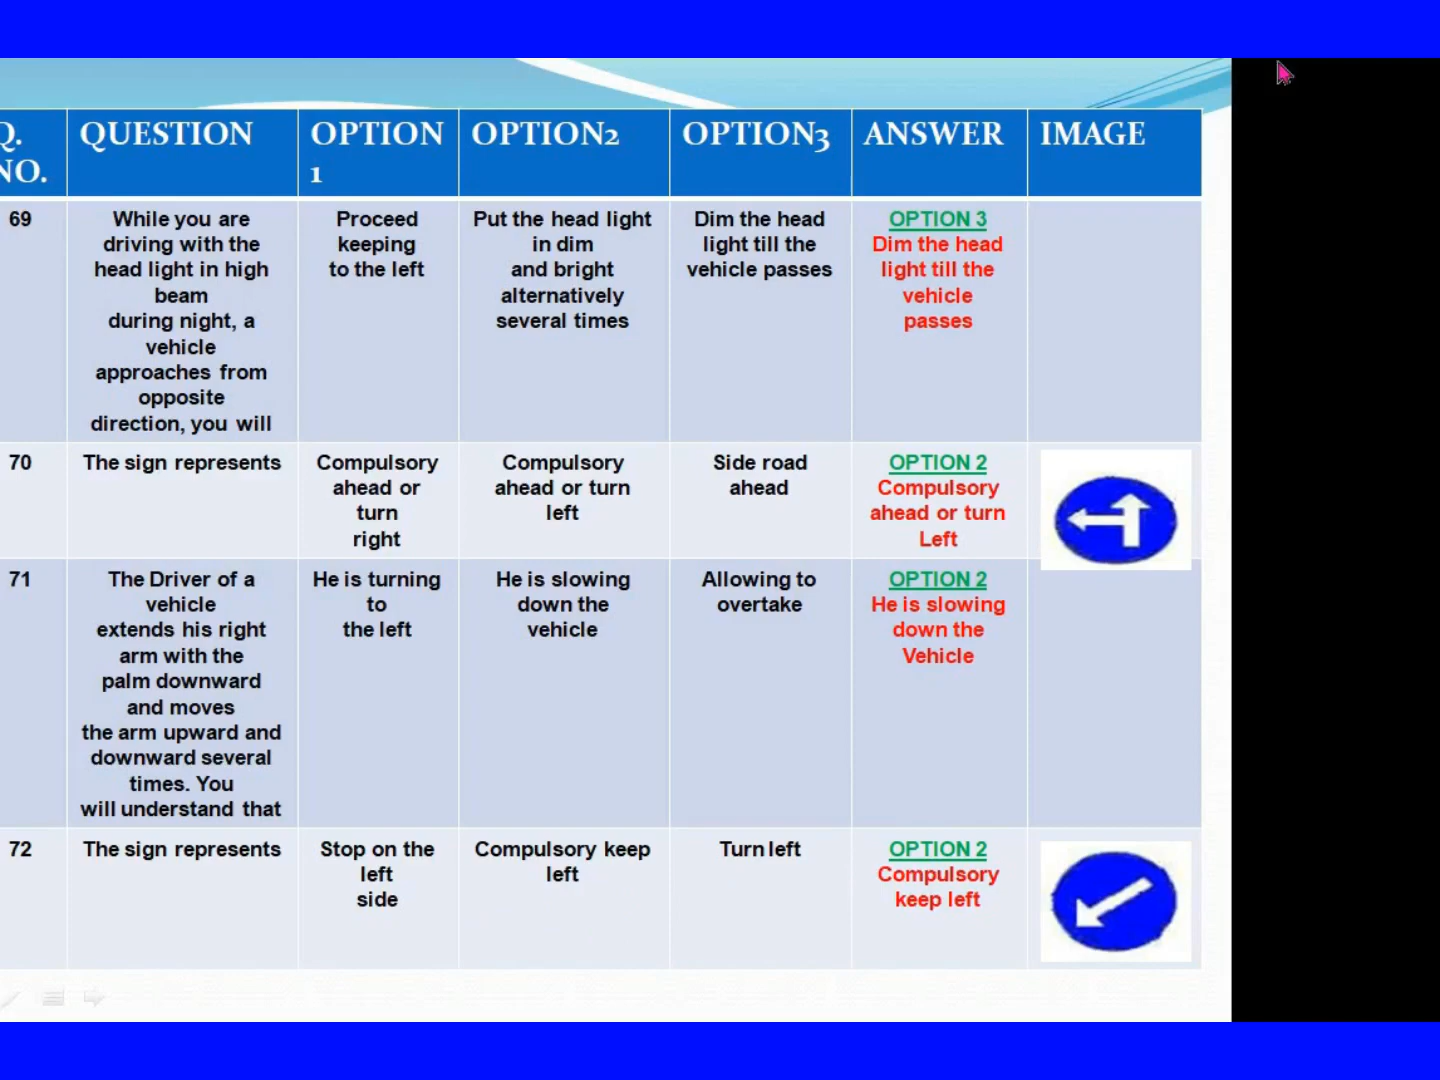 Q.
NO.
QUESTION
OPTION
1
OPTION2
OPTION3
ANSWER
IMAGE
69
While you are
driving with the
head light in high
beam
during night, a
vehicle
approaches from
opposite
direction, you will
Proceed
keeping
to the left
Put the head light
in dim
and bright
alternatively
several times
Dim the head
light till the
vehicle passes
OPTION 3
Dim the head
light till the
vehicle
passes
70
The sign represents
Compulsory
ahead or
turn
right
Compulsory
ahead or turn
left
Side road
ahead
OPTION 2
Compulsory
ahead or turn
Left
71
The Driver of a
vehicle
extends his right
arm with the
palm downward
and moves
the arm upward and
downward several
times. You
will understand that
He is turning
to
the left
He is slowing
down the
vehicle
Allowing to
overtake
OPTION 2
He is slowing
down the
Vehicle
72
The sign represents
Stop on the
left
side
Compulsory keep
left
Turn left
OPTION 2
Compulsory
keep left